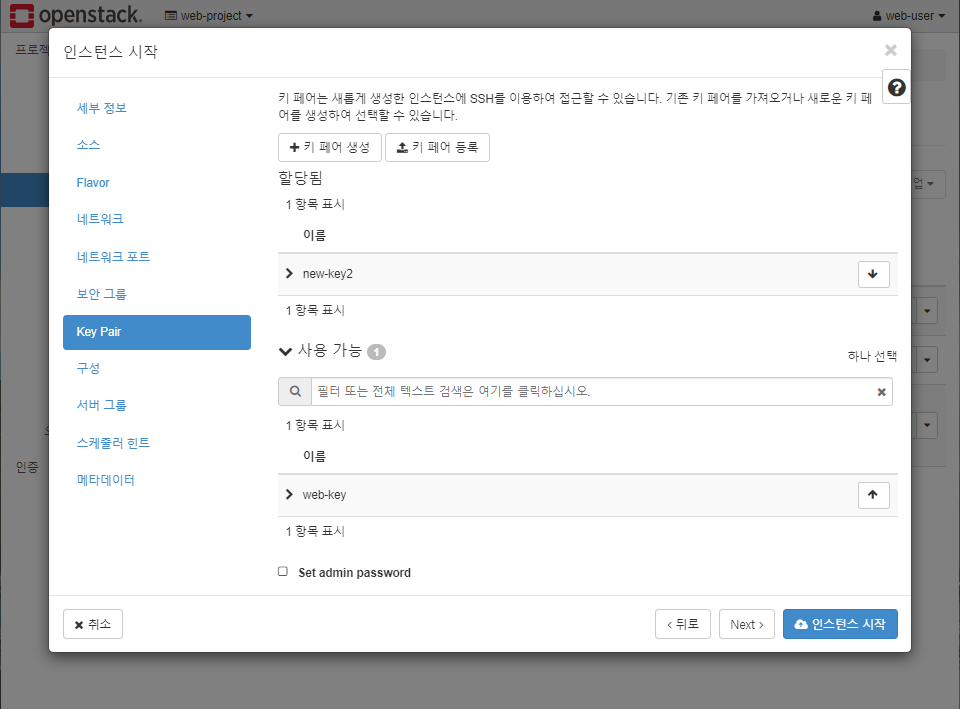 openstack. web-project web-user
프로젝
인스턴스 시작
세부 정보
소스
Flavor
네트워크
네트워크 포트
보안 그룹
Key Pair
구성
서버 그룹
스케줄러 힌트
메타데이터
인증
키 페어는 새롭게 생성한 인스턴스에 SSH를 이용하여 접근할 수 있습니다. 기존 키 페어를 가져오거나 새로운 키 페
어를 생성하여 선택할 수 있습니다.
키 페어 생성 키 페어 등록
할당됨
1 항목 표시
이름
new-key2
1 항목 표시
사용 가능 1 하나 선택
필터 또는 전체 텍스트 검색은 여기를 클릭하십시오.
1 항목 표시
이름
web-key
1 항목 표시
Set admin password
취소 뒤로 Next 인스턴스 시작